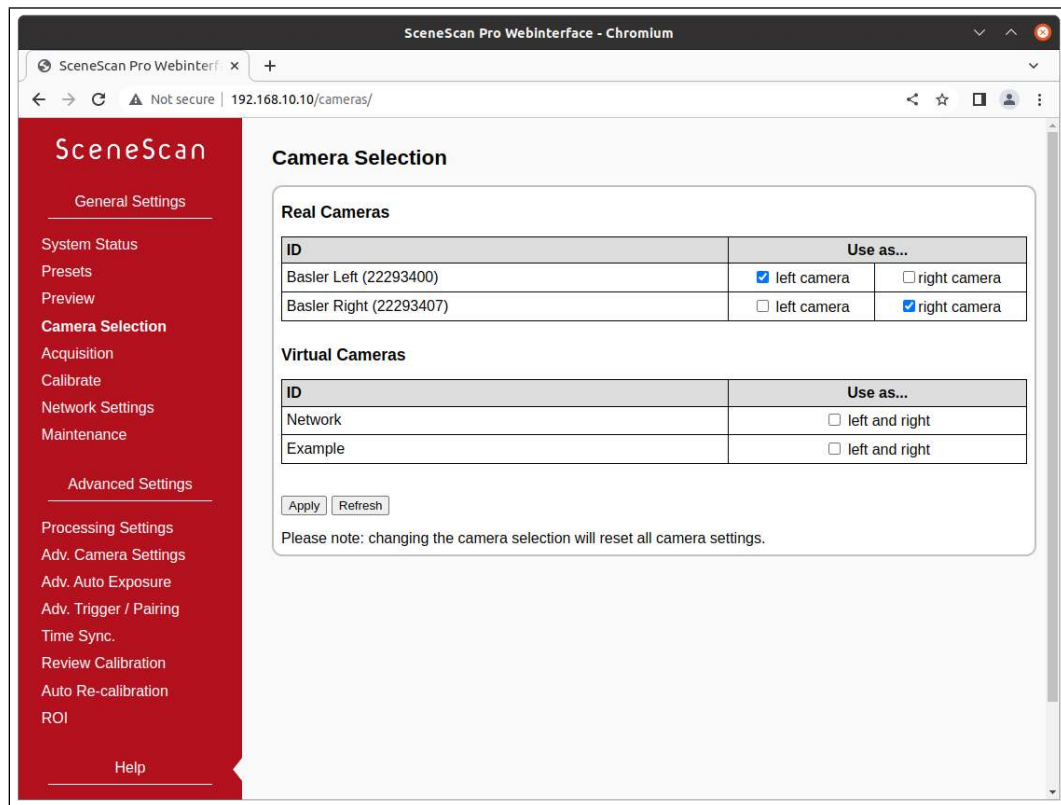 SceneScan Pro Webinterface - Chromium
SceneScan Pro Webinterf
Not secure | 192.168.10.10/cameras/
SceneScan
General Settings
System Status
Presets
Preview
Camera Selection
Acquisition
Calibrate
Network Settings
Maintenance
Advanced Settings
Processing Settings
Adv. Camera Settings
Adv. Auto Exposure
Adv. Trigger / Pairing
Time Sync.
Review Calibration
Auto Re-calibration
ROI
Help
Camera Selection
Real Cameras
ID Use as...
Basler Left (22293400) left camera right camera
Basler Right (22293407) left camera right camera
Virtual Cameras
ID Use as...
Network left and right
Example left and right
Apply Refresh
Please note: changing the camera selection will reset all camera settings.